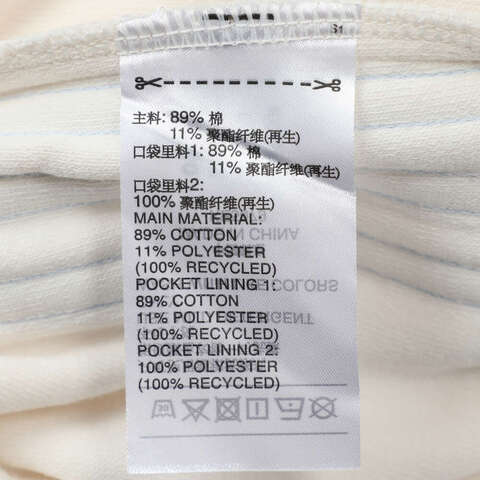 S1
主料: 89% 棉
11% 聚酯纤维(再生)
口袋里料1: 89% 棉
11% 聚酯纤维(再生)
口袋里料2:
100% 聚酯纤维(再生)
MAIN MATERIAL:
89% COTTON
11% POLYESTER
(100% RECYCLED)
POCKET LINING 1:
89% COTTON
11% POLYESTER
(100% RECYCLED)
POCKET LINING 2:
100% POLYESTER
(100% RECYCLED)